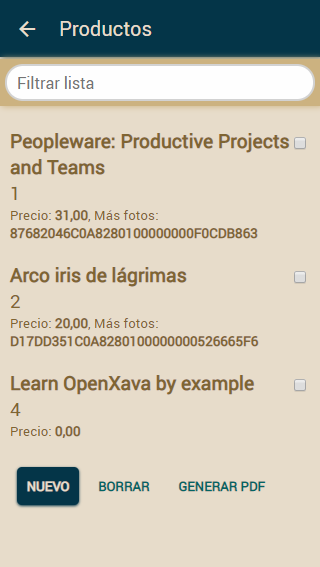 Productos
Filtrar lista
Peopleware: Productive Projects
and Teams
1
Precio: 31,00, Más fotos:
87682046C0A8280100000000F0CDB863
Arco iris de lágrimas
2
Precio: 20,00, Más fotos:
D17DD351C0A8280100000000526665F6
Learn OpenXava by example
4
Precio: 0,00
NUEVO BORRAR GENERAR PDF